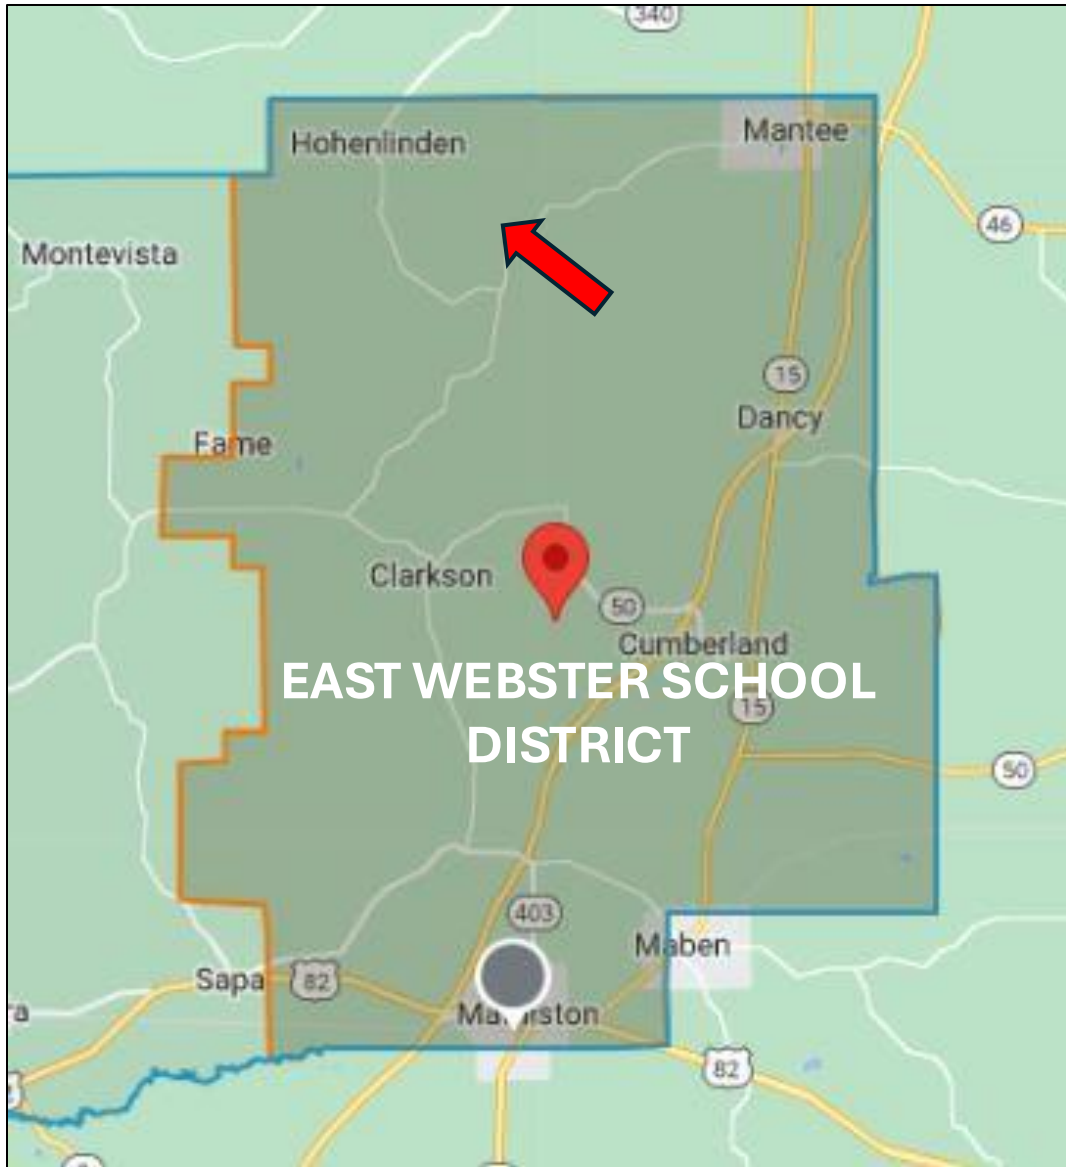 340
Hohenlinden
Mantee
46
Montevista
15
Dancy
Fame
Clarkson
50
Cumberland
EAST WEBSTER SCHOOL
DISTRICT
15
50
403
Maben
Sapa
82
ra
82